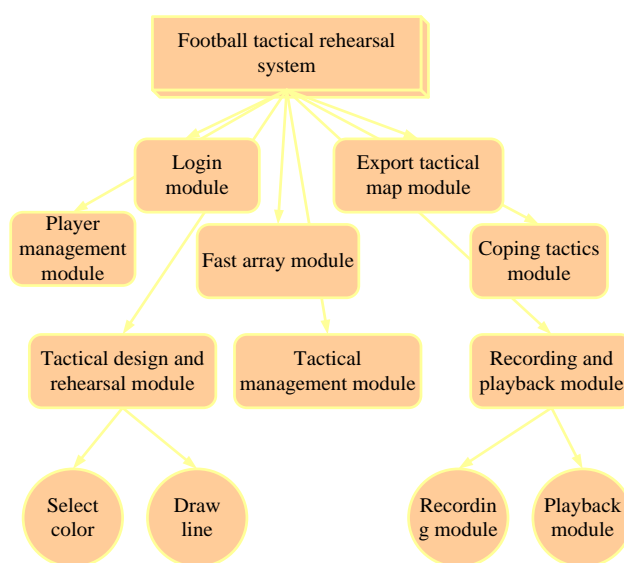 Football tactical rehearsal
system
Login
module
Export tactical
map module
Player
management
module
Fast array module
Coping tactics
module
Tactical design and
rehearsal module
Tactical
management module
Recording and
playback module
Select
color
Draw
line
Recordin
g module
Playback
module